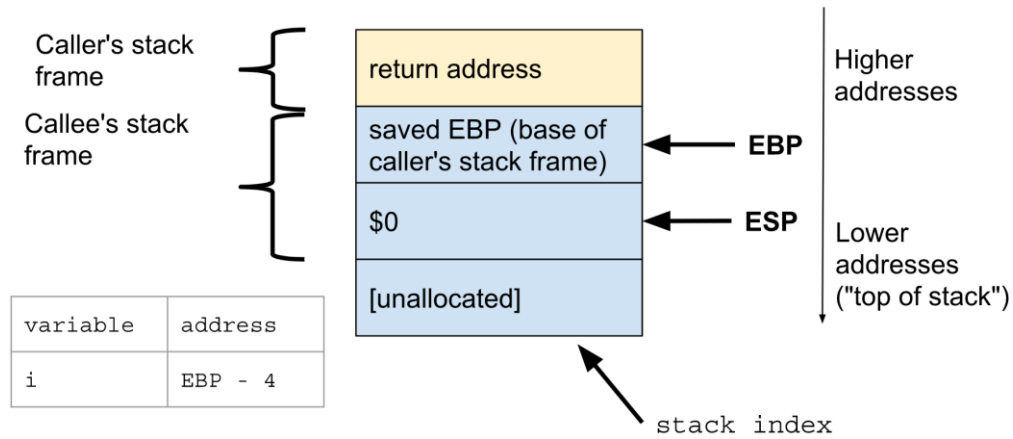 Caller's stack
frame
Callee's stack
frame
return address
saved EBP (base of
caller's stack frame)
$0
[unallocated]
EBP
ESP
Higher
addresses
Lower
addresses
("top of stack")
variable address
i EBP - 4
stack index